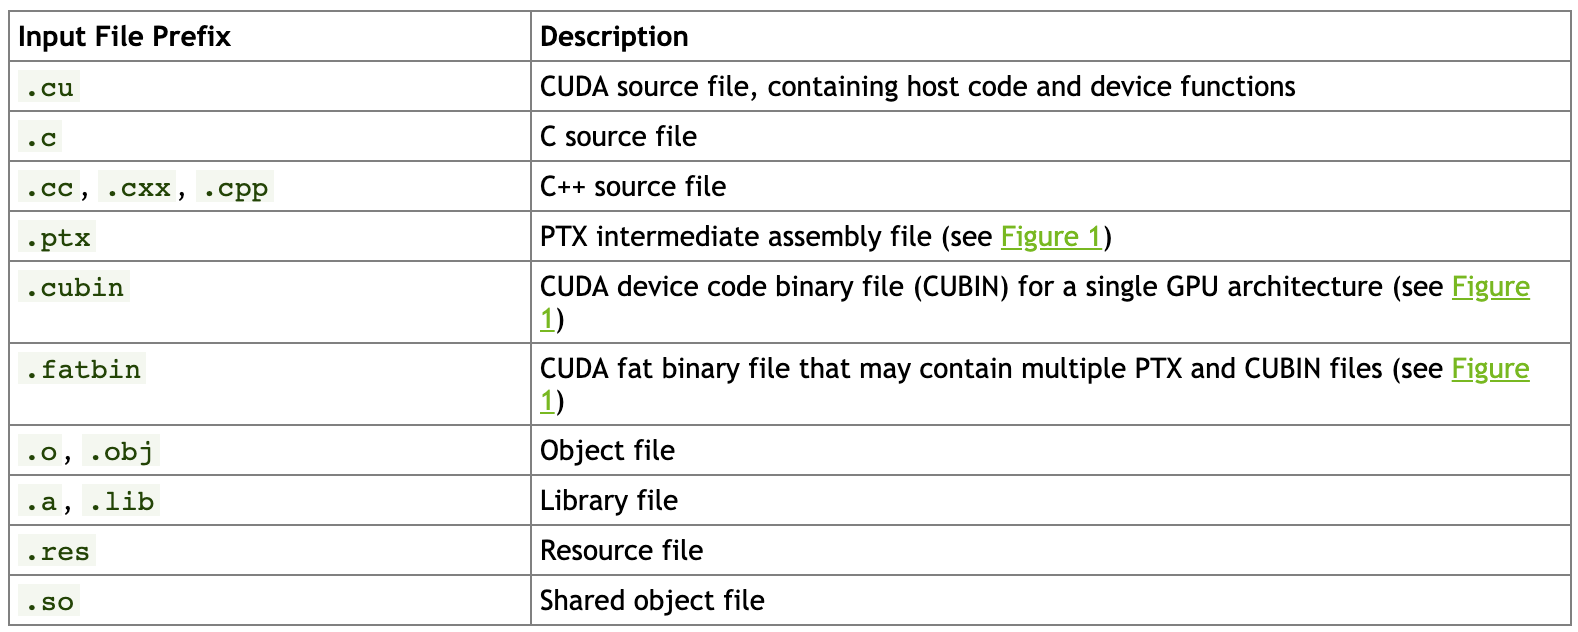 Input File Prefix Description
.cu CUDA source file, containing host code and device functions
.c C source file
.cc, .cxx, .cpp C++ source file
.ptx PTX intermediate assembly file (see Figure 1)
.cubin CUDA device code binary file (CUBIN) for a single GPU architecture (see Figure
1)
.fatbin CUDA fat binary file that may contain multiple PTX and CUBIN files (see Figure
1)
.o, .obj Object file
.a, .lib Library file
.res Resource file
.so Shared object file